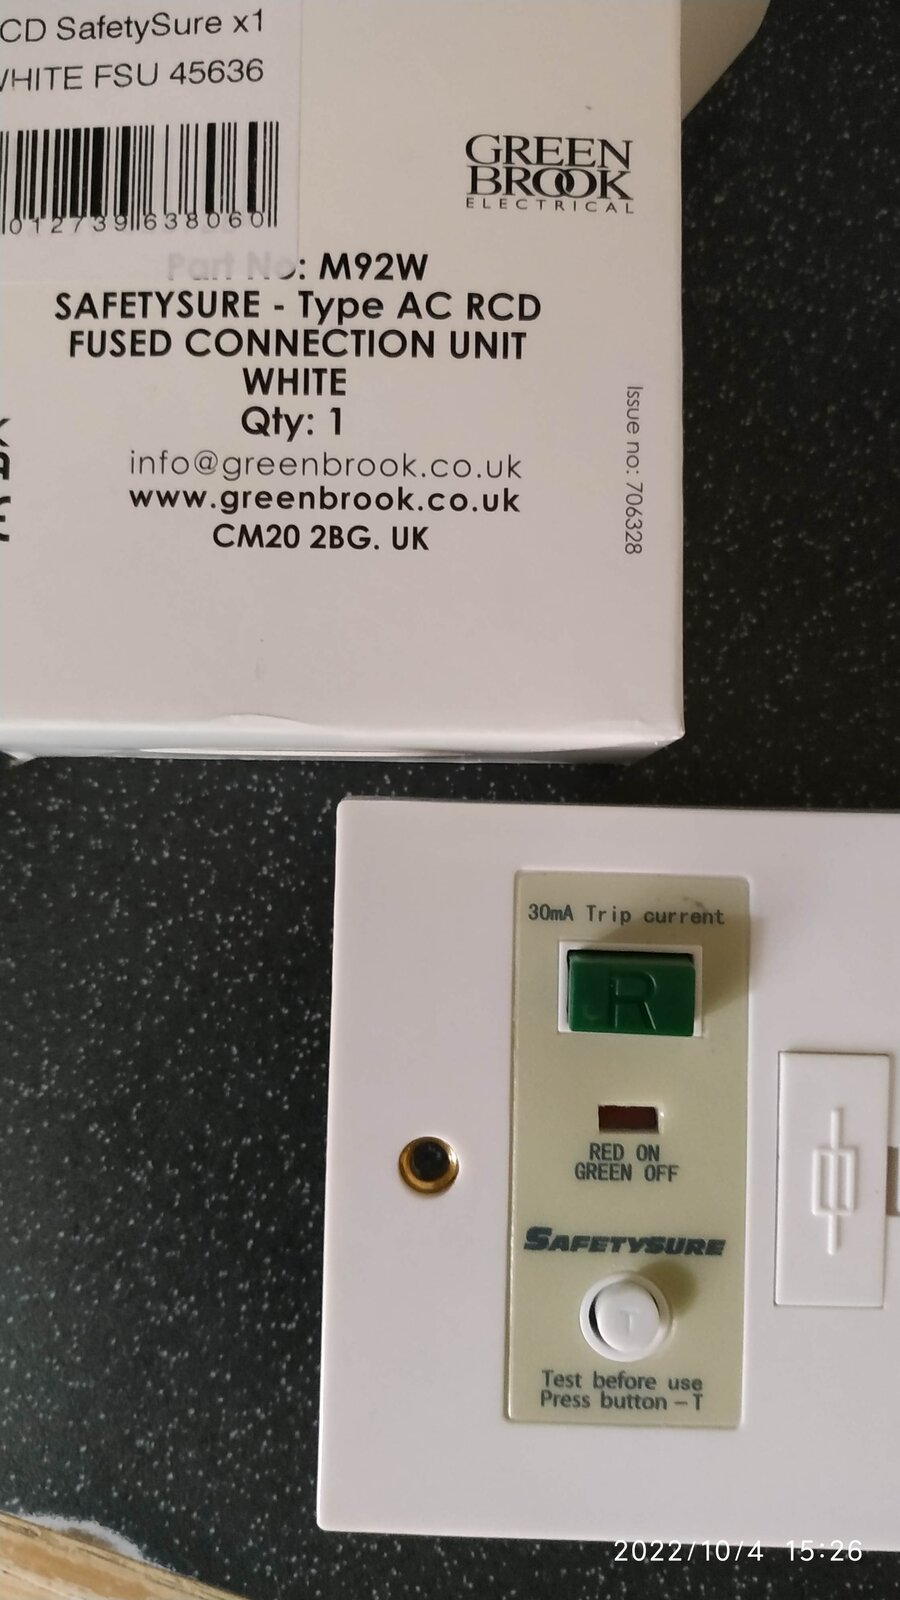 CD SafetySure x1
WHITE FSU 45636
012739638060
GREEN
BROOK
ELECTRICAL
Part No: M92W
SAFETYSURE - Type AC RCD
FUSED CONNECTION UNIT
WHITE
Qty: 1
info@greenbrook.co.uk
www.greenbrook.co.uk
CM20 2BG. UK
Issue no: 706328
30mA Trip current
R
RED ON
GREEN OFF
SAFETYSURE
T
Test before use
Press button - T
2022/10/4 15:26